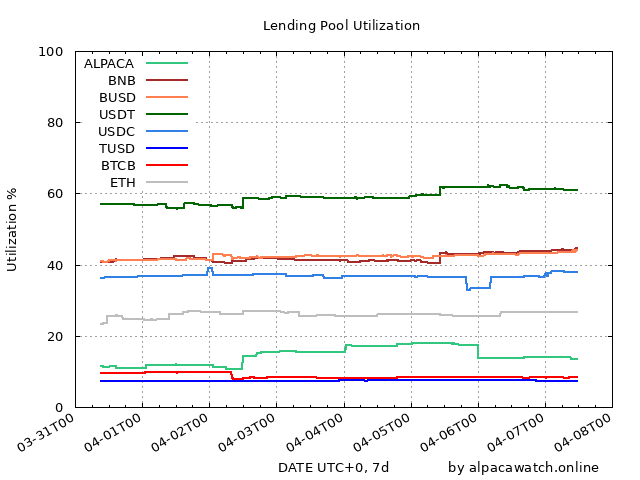 Lending Pool Utilization
Utilization %
100
80
60
40
20
0
ALPACA
BNB
BUSD
USDT
USDC
TUSD
BTCB
ETH
03-31T00
04-01T00
04-02T00
04-03T00
04-04T00
04-05T00
04-06T00
04-07T00
04-08T00
DATE UTC+0, 7d
by alpacawatch.online